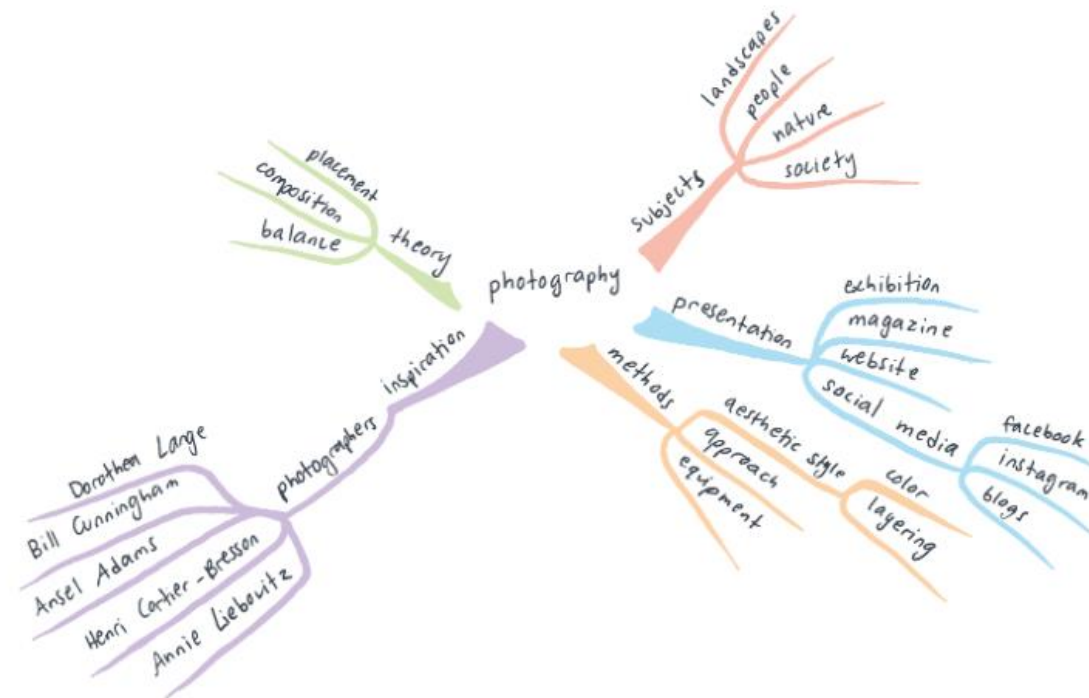 photography
subjects
landscapes
people
nature
society
presentation
exhibition
magazine
website
social media
facebook
instagram
blogs
methods
aesthetic style
color
layering
approach
equipment
inspiration
photographers
Dorothea Lange
Bill Cunningham
Ansel Adams
Henri Cartier-Bresson
Annie Liebovitz
theory
placement
composition
balance